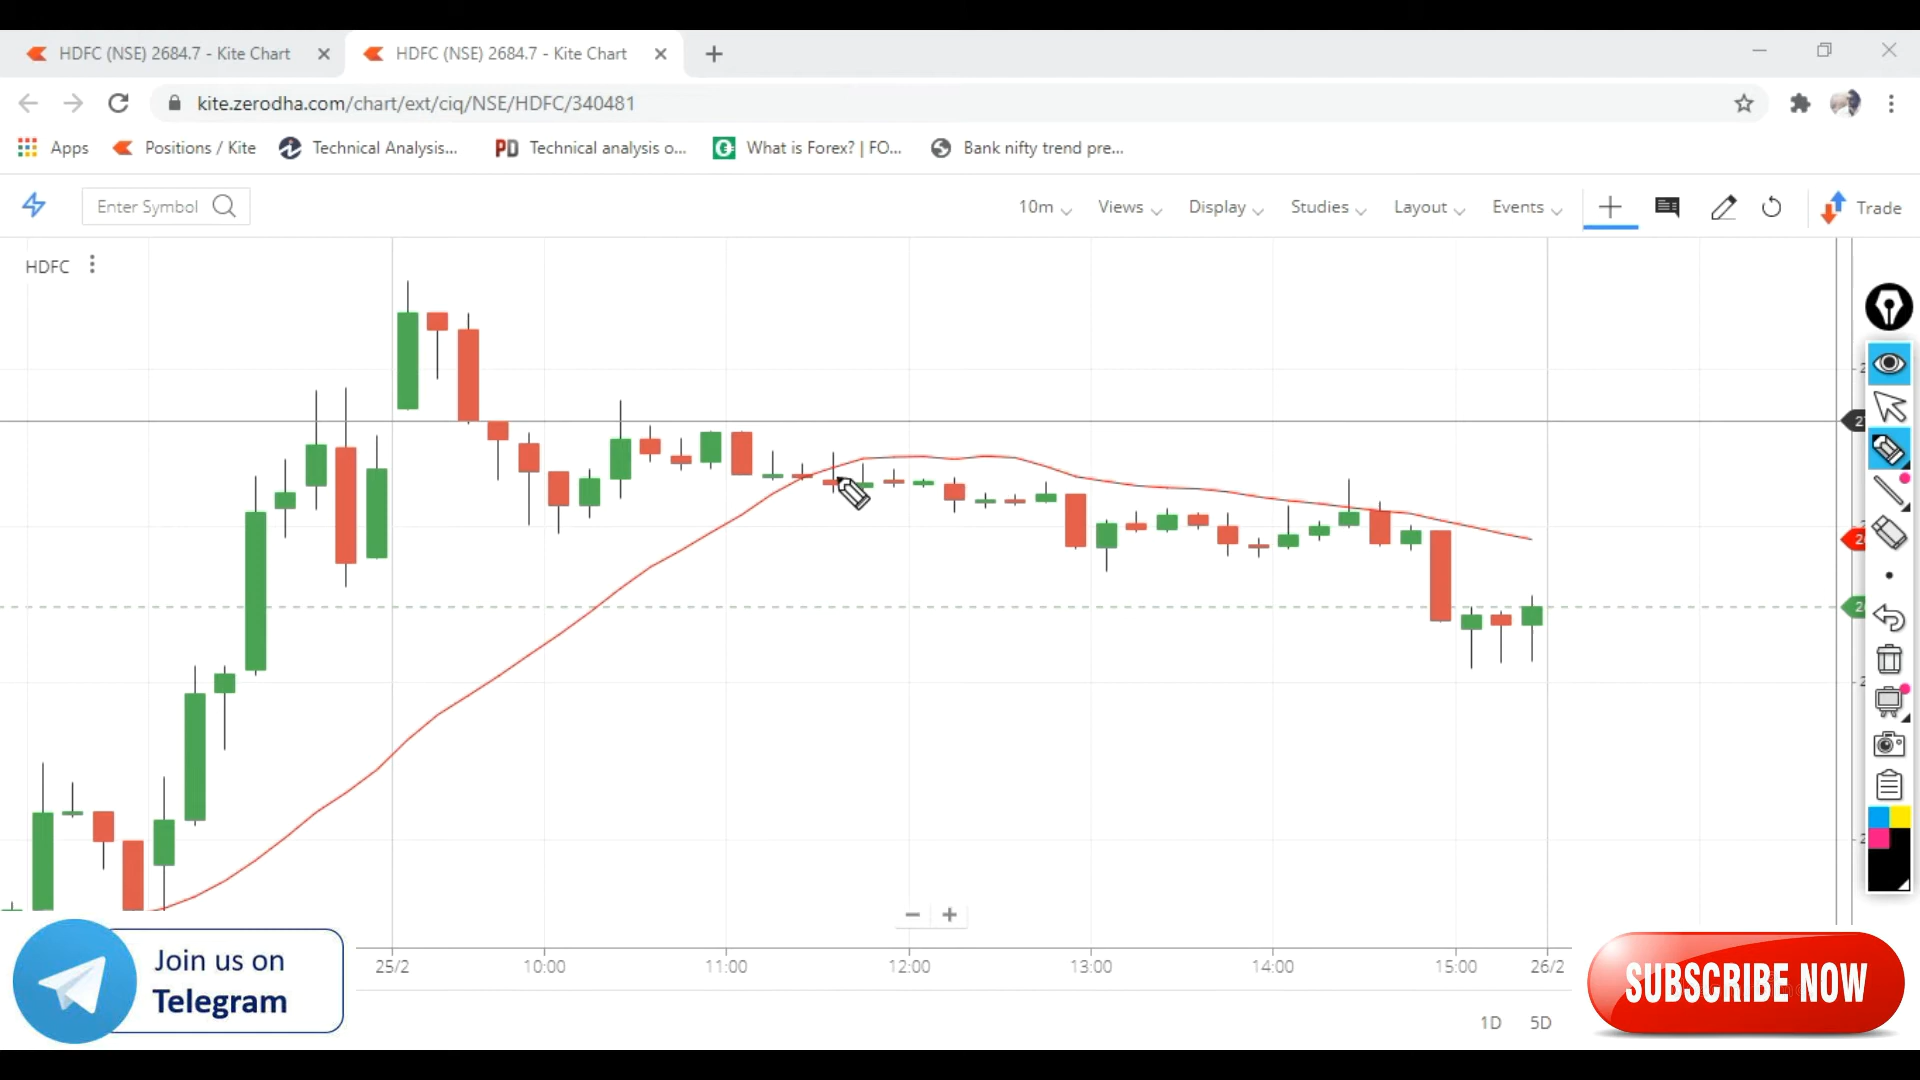 HDFC (NSE) 2684.7 - Kite Chart
HDFC (NSE) 2684.7 - Kite Chart
kite.zerodha.com/chart/ext/ciq/NSE/HDFC/340481
Apps
Positions / Kite
Technical Analysis...
PD
Technical analysis o...
What is Forex? | FO...
Bank nifty trend pre...
Enter Symbol
10m
Views
Display
Studies
Layout
Events
Trade
HDFC
25/2
10:00
11:00
12:00
13:00
14:00
15:00
26/2
1D
5D
Join us on
Telegram
SUBSCRIBE NOW